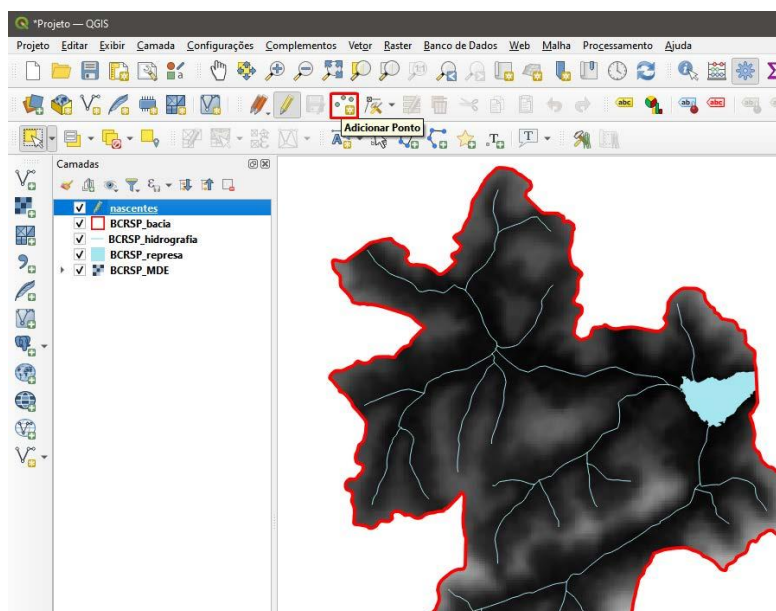 *Projeto — QGIS
Projeto Editar Exibir Camada Configurações Complementos Vetor Raster Banco de Dados Web Malha Processamento Ajuda
abc abc abc
Adicionar Ponto
Camadas
nascentes
BCRSP_bacia
BCRSP_hidrografia
BCRSP_represa
BCRSP_MDE